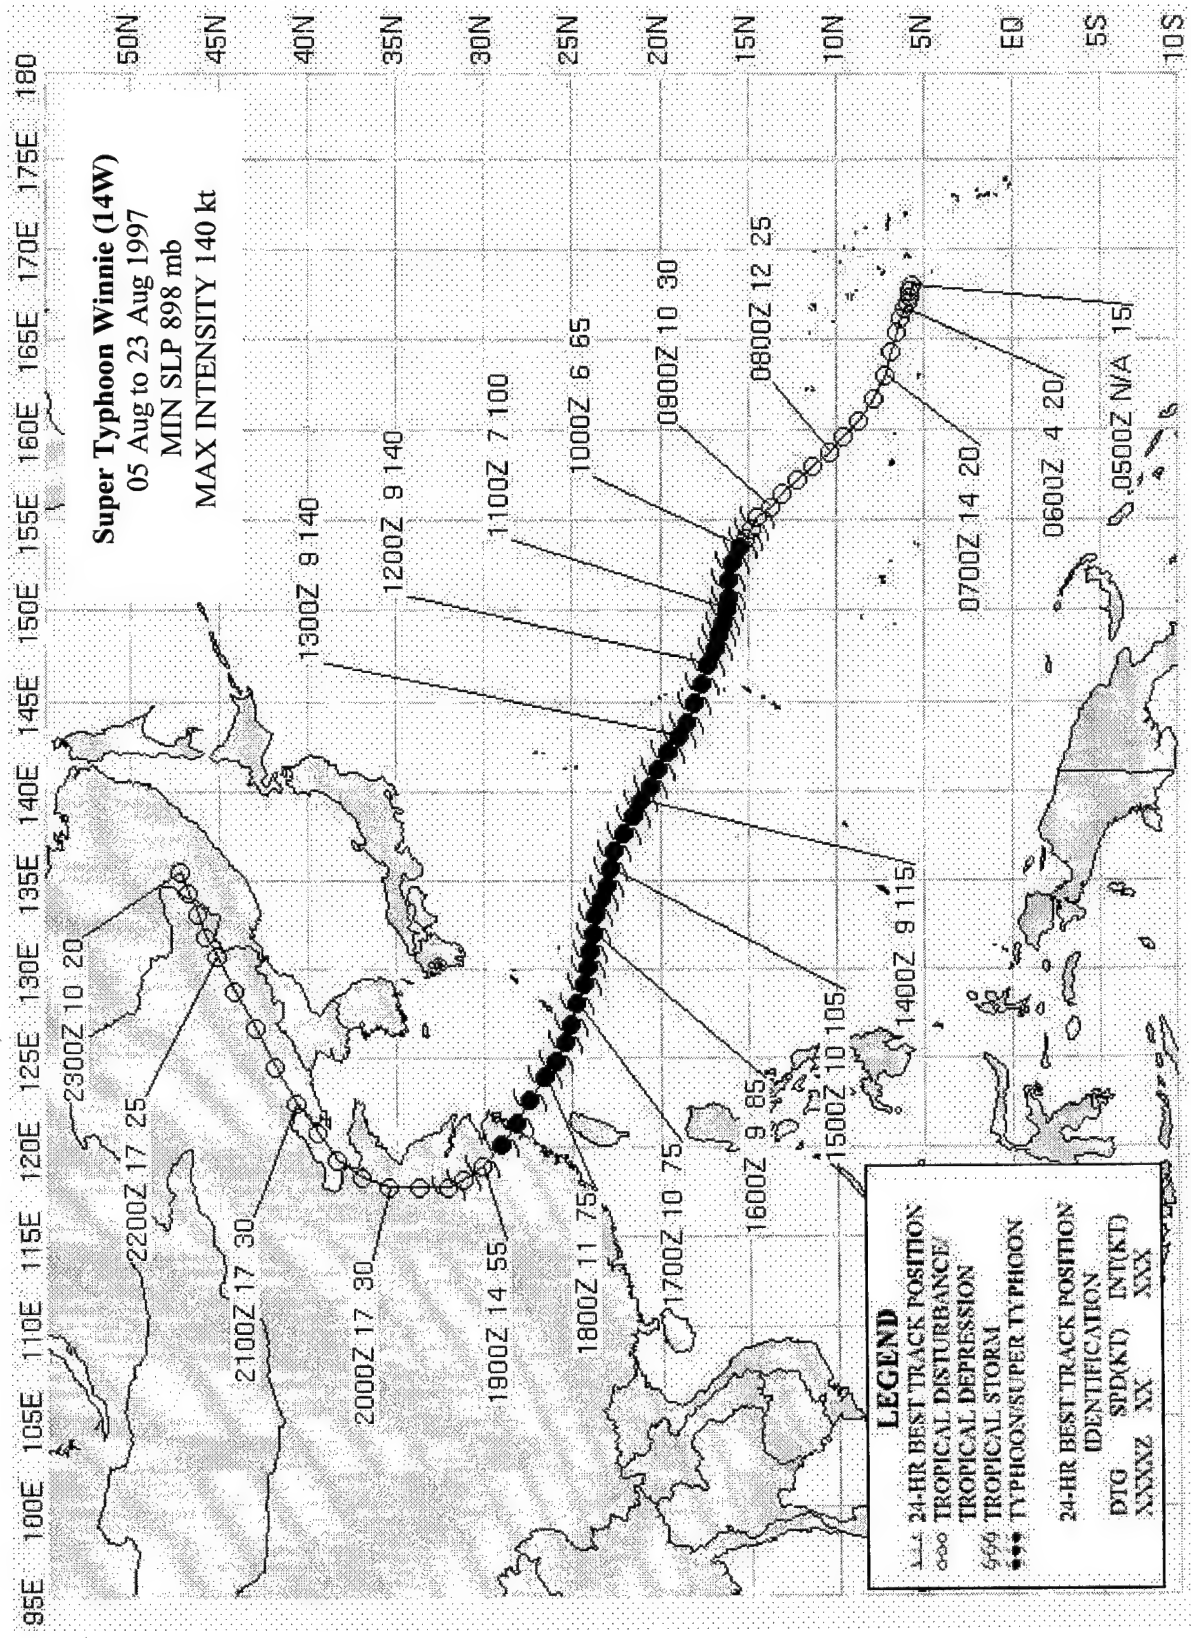 Super Typhoon Winnie (14W)
05 Aug to 23 Aug 1997
MIN SLP 898 mb
MAX INTENSITY 140 kt
95E 100E 105E 110E 115E 120E 125E 130E 135E 140E 145E 150E 155E 160E 165E 170E 175E 180
50N
45N
40N
35N
30N
25N
20N
15N
10N
5N
EQ
5S
10S
2300Z 10 20
2200Z 17 25
2100Z 17 30
2000Z 17 30
1900Z 14 55
1800Z 11 75
1700Z 10 75
1600Z 9 85
1500Z 10 105
1400Z 9 115
1300Z 9 140
1200Z 9 140
1100Z 7 100
1000Z 6 65
0900Z 10 30
0800Z 12 25
0700Z 14 20
0600Z 4 20
0500Z N/A 15
LEGEND
24-HR BEST TRACK POSITION
TROPICAL DISTURBANCE/
TROPICAL DEPRESSION
TROPICAL STORM
TYPHOON/SUPER TYPHOON
24-HR BEST TRACK POSITION
IDENTIFICATION
DTG SPD(KT) INT(KT)
XXXXZ XX XXX